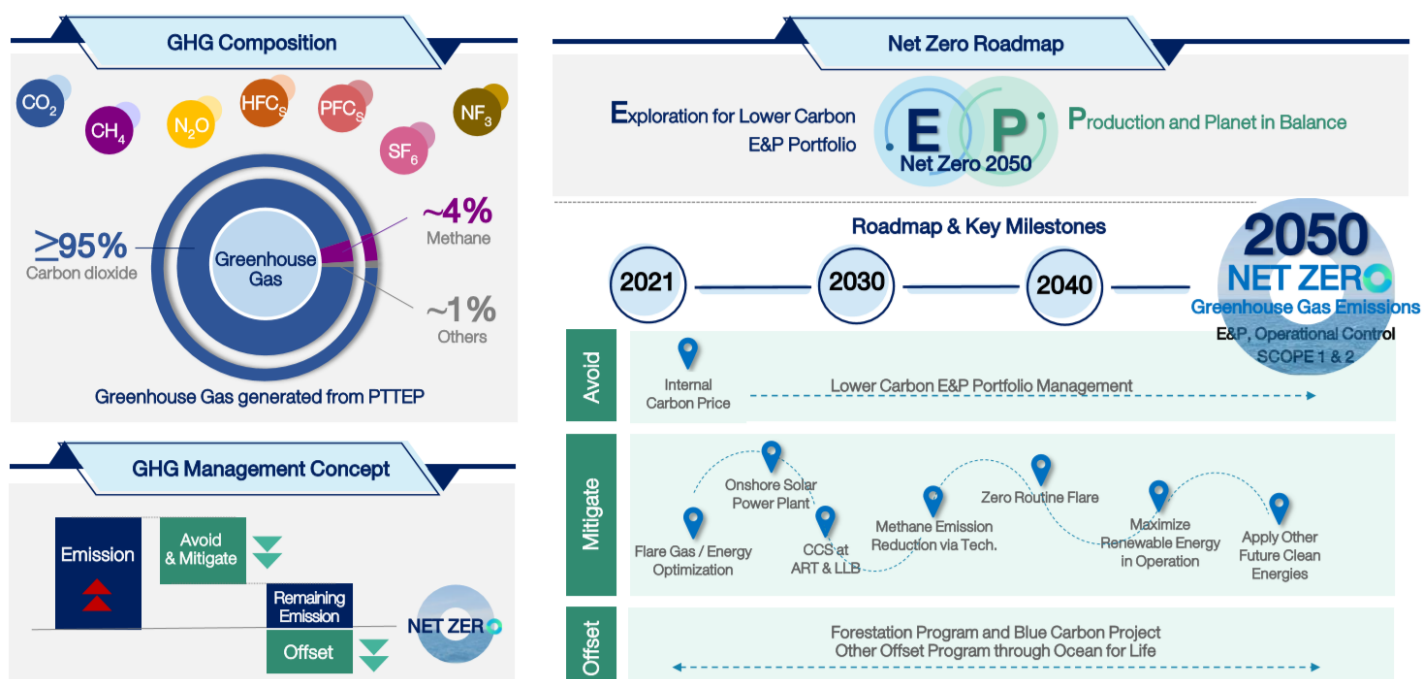 GHG Composition
CO2
CH4
N2O
HFCS
PFCS
SF6
NF3
≥95%
Carbon dioxide
Greenhouse
Gas
~4%
Methane
~1%
Others
Greenhouse Gas generated from PTTEP
GHG Management Concept
Emission
Avoid
& Mitigate
Remaining
Emission
Offset
NET ZERO
Net Zero Roadmap
Exploration for Lower Carbon
E&P Portfolio
E P
Net Zero 2050
Production and Planet in Balance
Roadmap & Key Milestones
2021
2030
2040
2050
NET ZERO
Greenhouse Gas Emissions
E&P, Operational Control
SCOPE 1 & 2
Avoid
Internal
Carbon Price
Lower Carbon E&P Portfolio Management
Mitigate
Flare Gas / Energy
Optimization
Onshore Solar
Power Plant
CCS at
ART & LLB
Methane Emission
Reduction via Tech.
Zero Routine Flare
Maximize
Renewable Energy
in Operation
Apply Other
Future Clean
Energies
Offset
Forestation Program and Blue Carbon Project
Other Offset Program through Ocean for Life